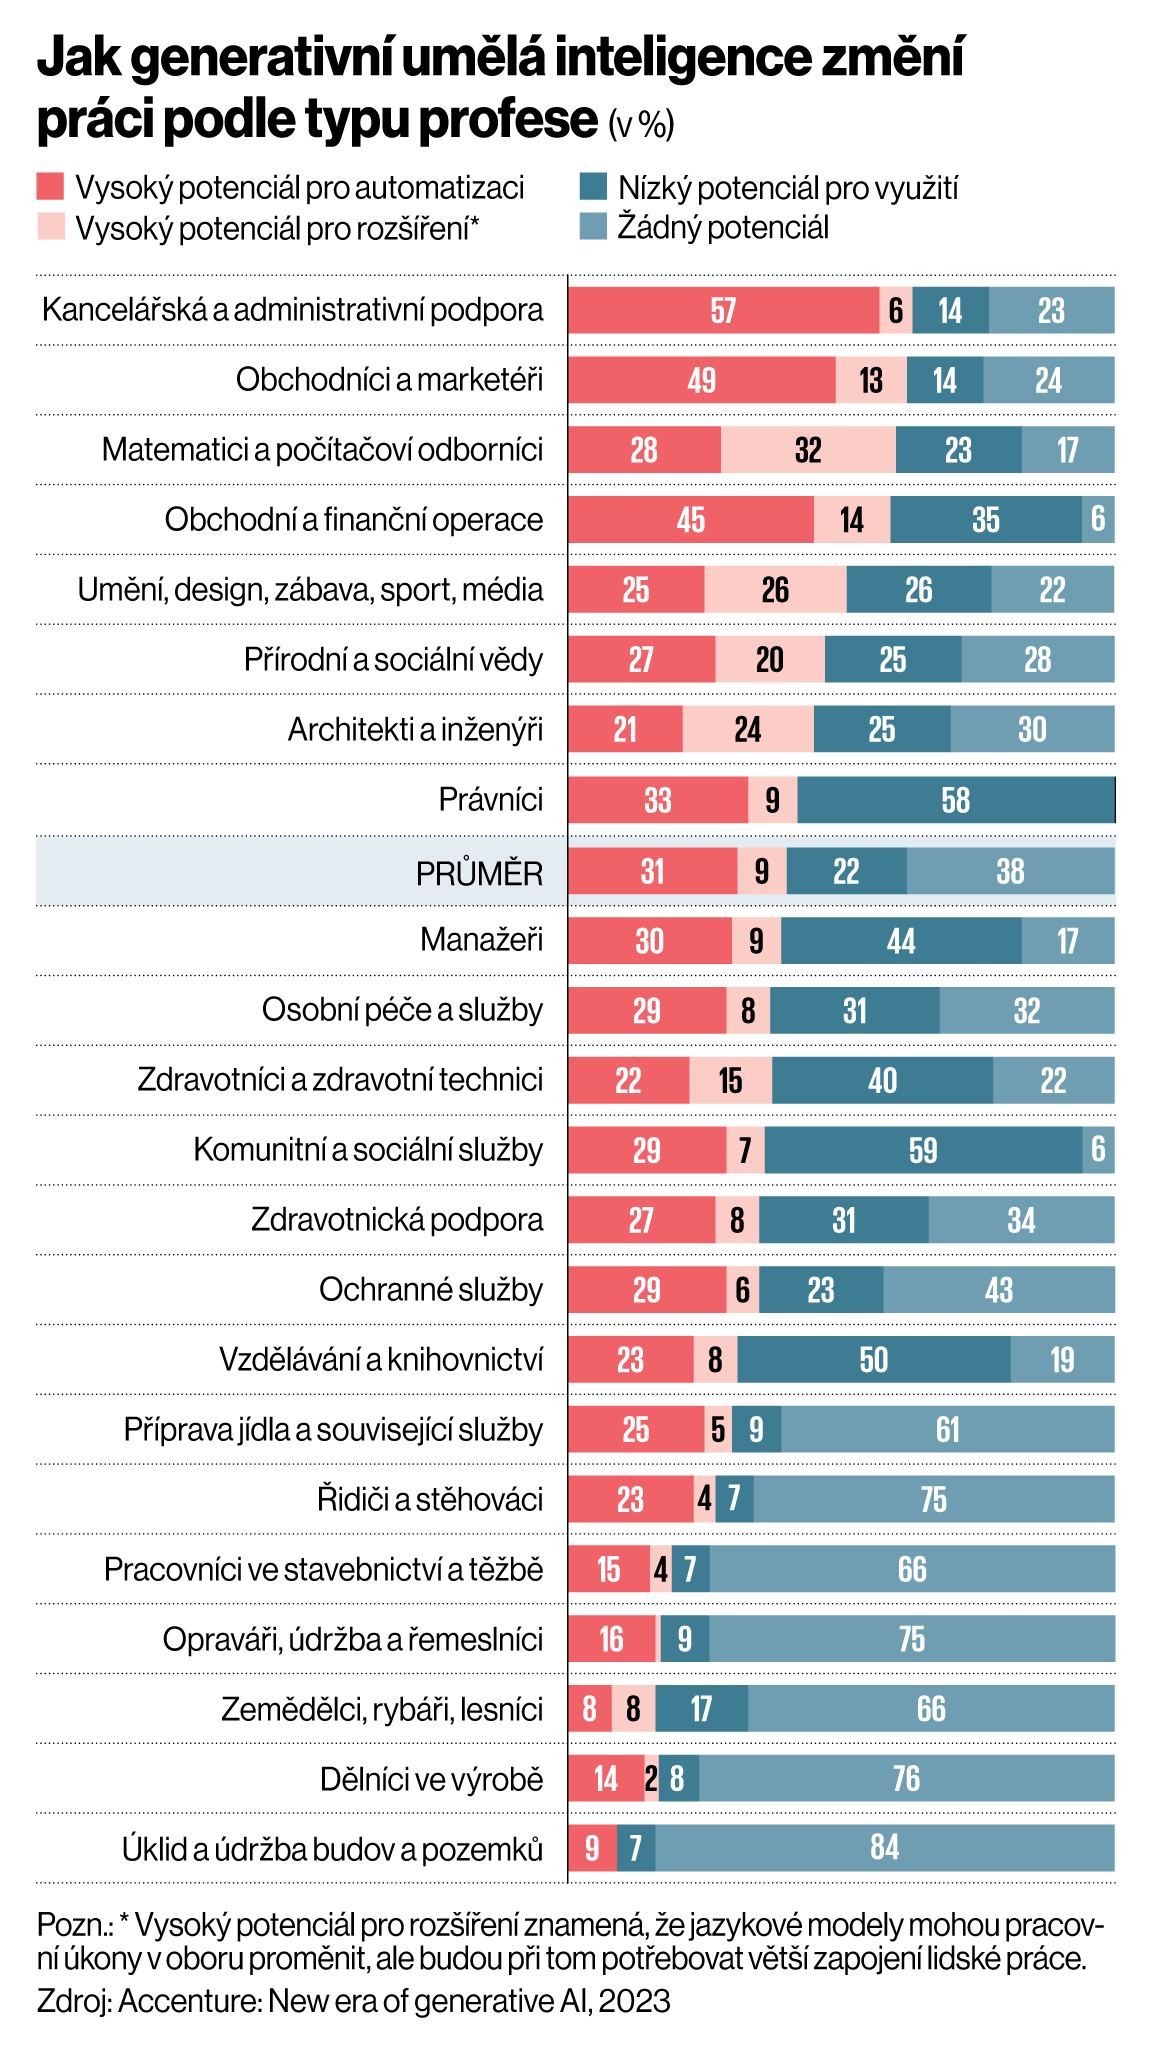 Jak generativní umělá inteligence změní
práci podle typu profese (v %)
Vysoký potenciál pro automatizaci
Vysoký potenciál pro rozšíření*
Nízký potenciál pro využití
Žádný potenciál
Kancelářská a administrativní podpora 57 6 14 23
Obchodníci a marketéři 49 13 14 24
Matematici a počítačoví odborníci 28 32 23 17
Obchodní a finanční operace 45 14 35 6
Umění, design, zábava, sport, média 25 26 26 22
Přírodní a sociální vědy 27 20 25 28
Architekti a inženýři 21 24 25 30
Právníci 33 9 58
PRŮMĚR 31 9 22 38
Manažeři 30 9 44 17
Osobní péče a služby 29 8 31 32
Zdravotníci a zdravotní technici 22 15 40 22
Komunitní a sociální služby 29 7 59 6
Zdravotnická podpora 27 8 31 34
Ochranné služby 29 6 23 43
Vzdělávání a knihovnictví 23 8 50 19
Příprava jídla a související služby 25 5 9 61
Řidiči a stěhováci 23 4 7 75
Pracovníci ve stavebnictví a těžbě 15 4 7 66
Opraváři, údržba a řemeslníci 16 9 75
Zemědělci, rybáři, lesníci 8 8 17 66
Dělníci ve výrobě 14 2 8 76
Úklid a údržba budov a pozemků 9 7 84
Pozn.: * Vysoký potenciál pro rozšíření znamená, že jazykové modely mohou pracov-
ní úkony v oboru proměnit, ale budou při tom potřebovat větší zapojení lidské práce.
Zdroj: Accenture: New era of generative AI, 2023